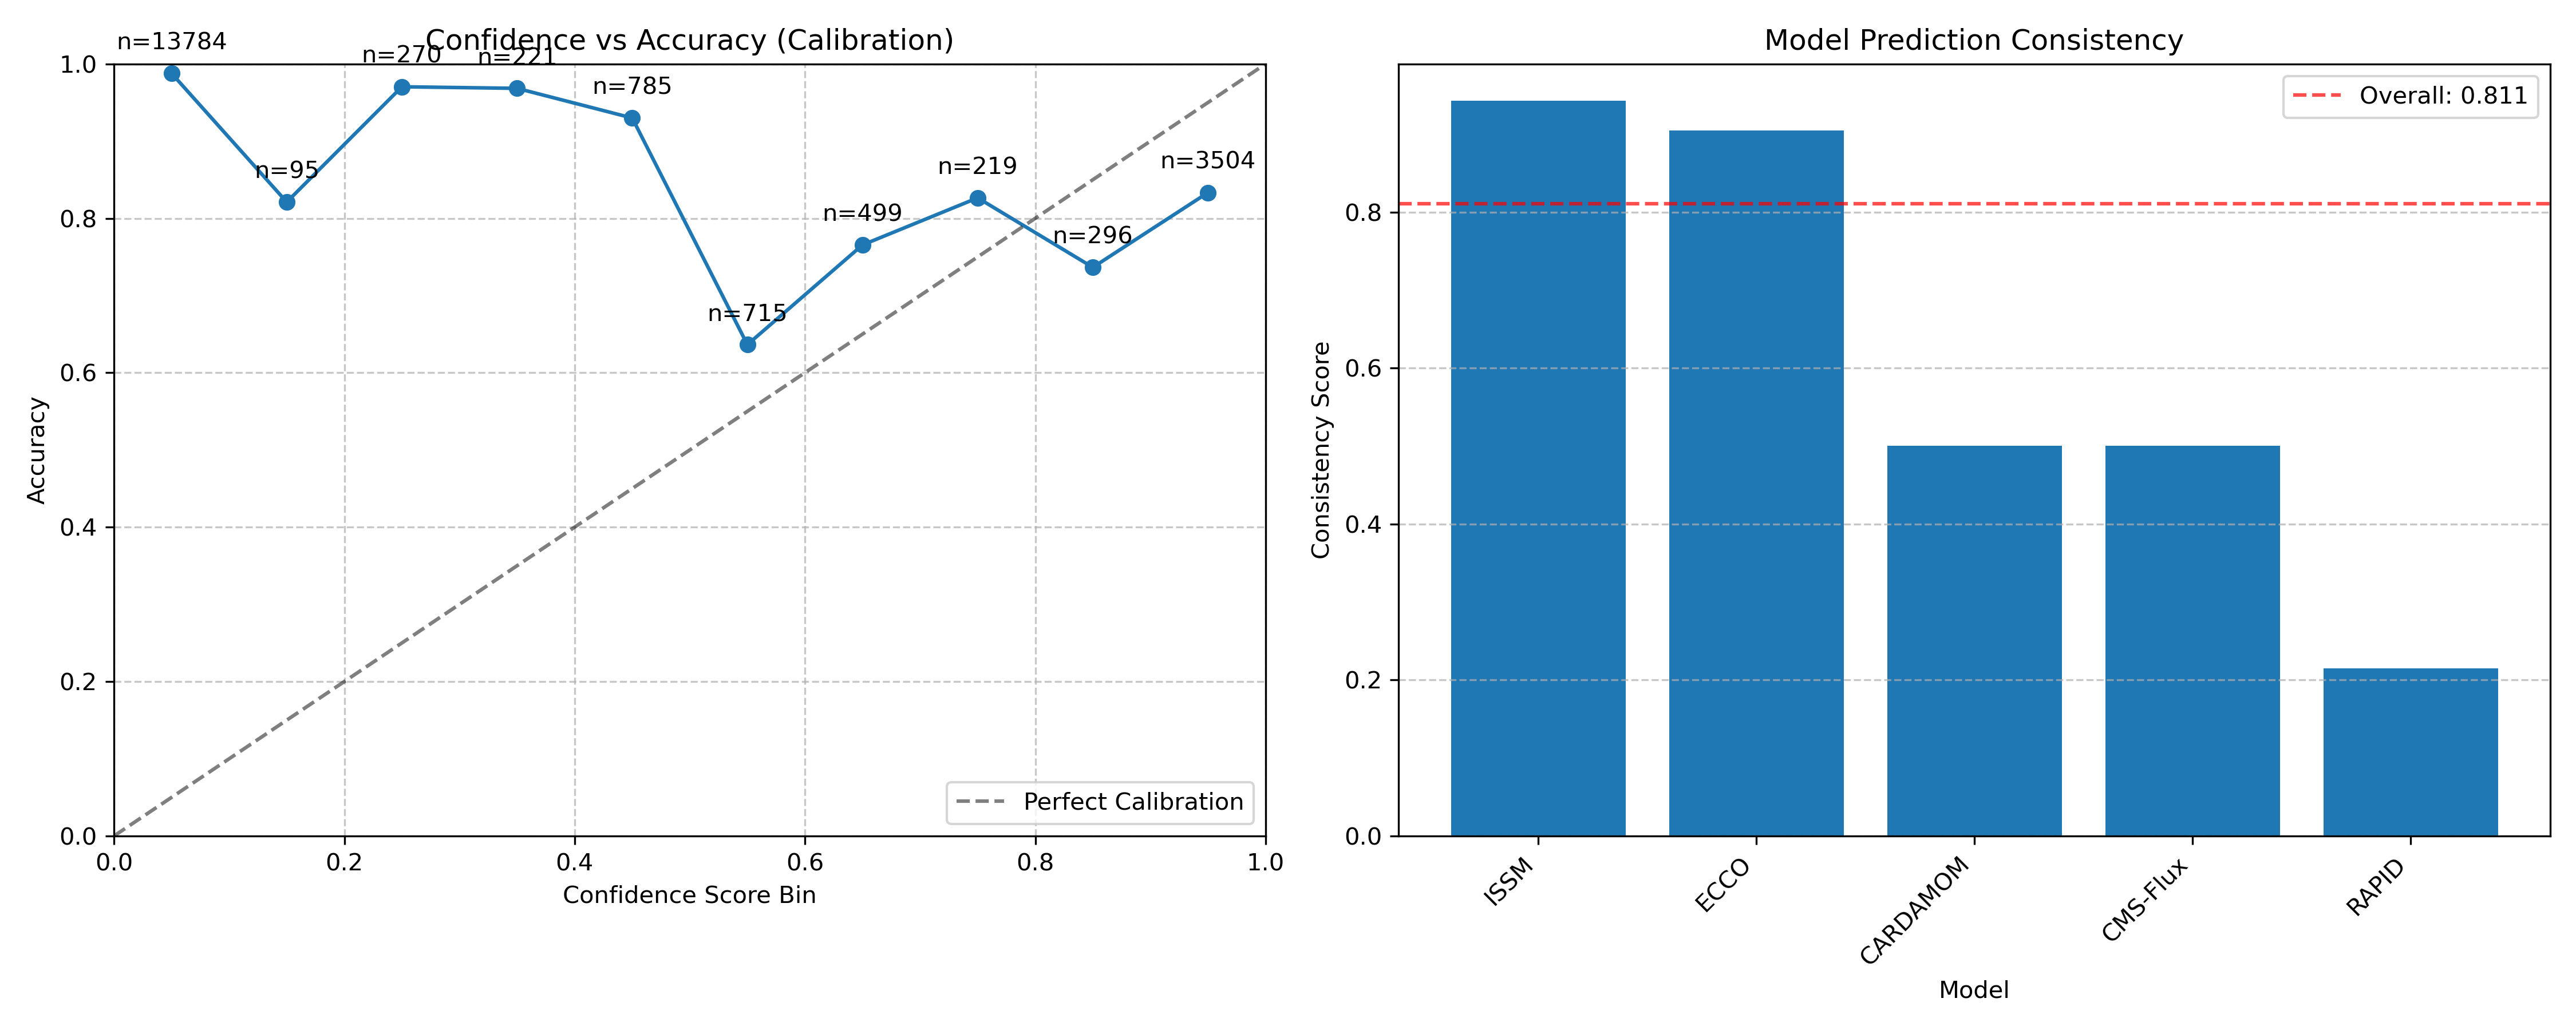 Confidence vs Accuracy (Calibration)
n=13784
n=270
n=221
n=785
n=95
n=219
n=3504
n=499
n=296
n=715
1.0
0.8
0.6
0.4
0.2
0.0
Accuracy
Perfect Calibration
0.0 0.2 0.4 0.6 0.8 1.0
Confidence Score Bin
Model Prediction Consistency
Overall: 0.811
0.8
0.6
0.4
0.2
0.0
Consistency Score
ISSM
ECCO
CARDAMOM
CMS-Flux
RAPID
Model